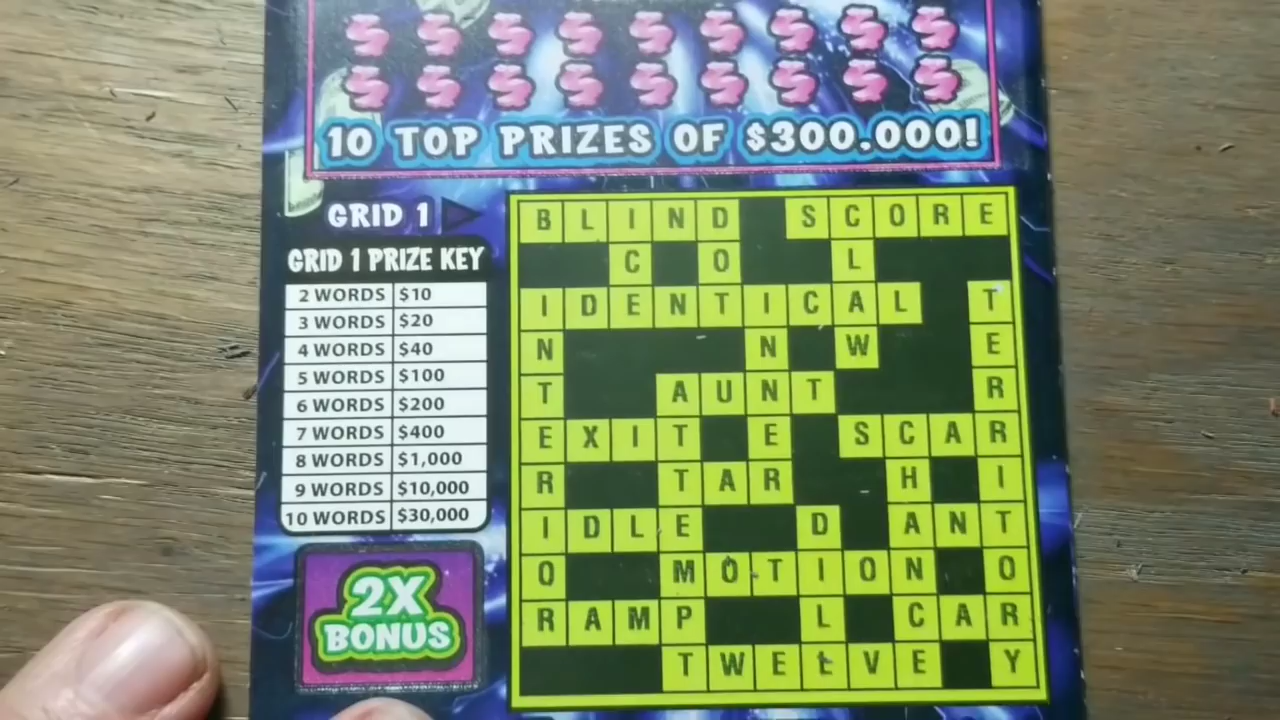 10 TOP PRIZES OF $300.000!
GRID 1
GRID 1 PRIZE KEY
2 WORDS $10
3 WORDS $20
4 WORDS $40
5 WORDS $100
6 WORDS $200
7 WORDS $400
8 WORDS $1,000
9 WORDS $10,000
10 WORDS $30,000
2X
BONUS
B L I N D S C O R E
C O L
I D E N T I C A L T
N N W E
T A U N T R
E X I T E S C A R
R T A R H I
I D L E D A N T
O M O T I O N O
R A M P L C A R
T W E L V E Y